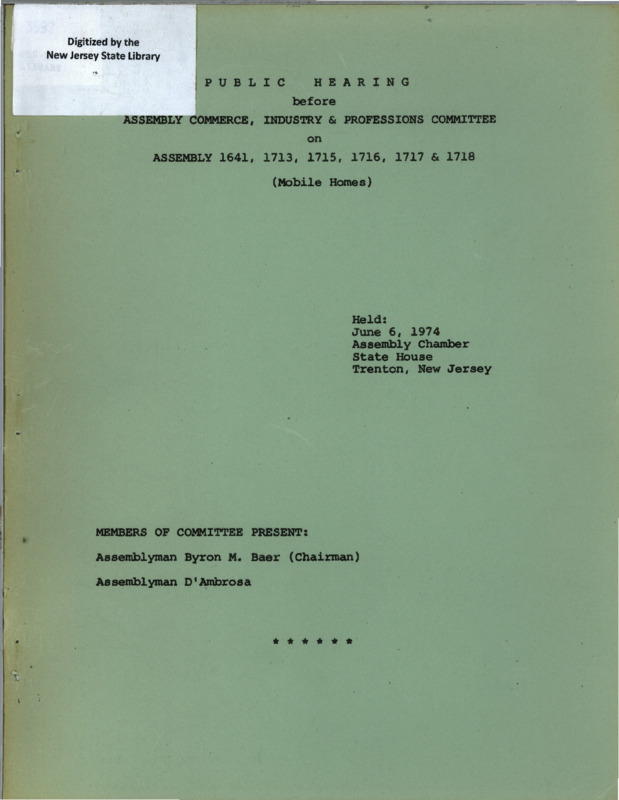 Digitized by the
New Jersey State Library
P U B L I C   H E A R I N G
before
ASSEMBLY COMMERCE, INDUSTRY & PROFESSIONS COMMITTEE
on
ASSEMBLY 1641, 1713, 1715, 1716, 1717 & 1718
(Mobile Homes)
Held:
June 6, 1974
Assembly Chamber
State House
Trenton, New Jersey
MEMBERS OF COMMITTEE PRESENT:
Assemblyman Byron M. Baer (Chairman)
Assemblyman D'Ambrosa
* * * * * *